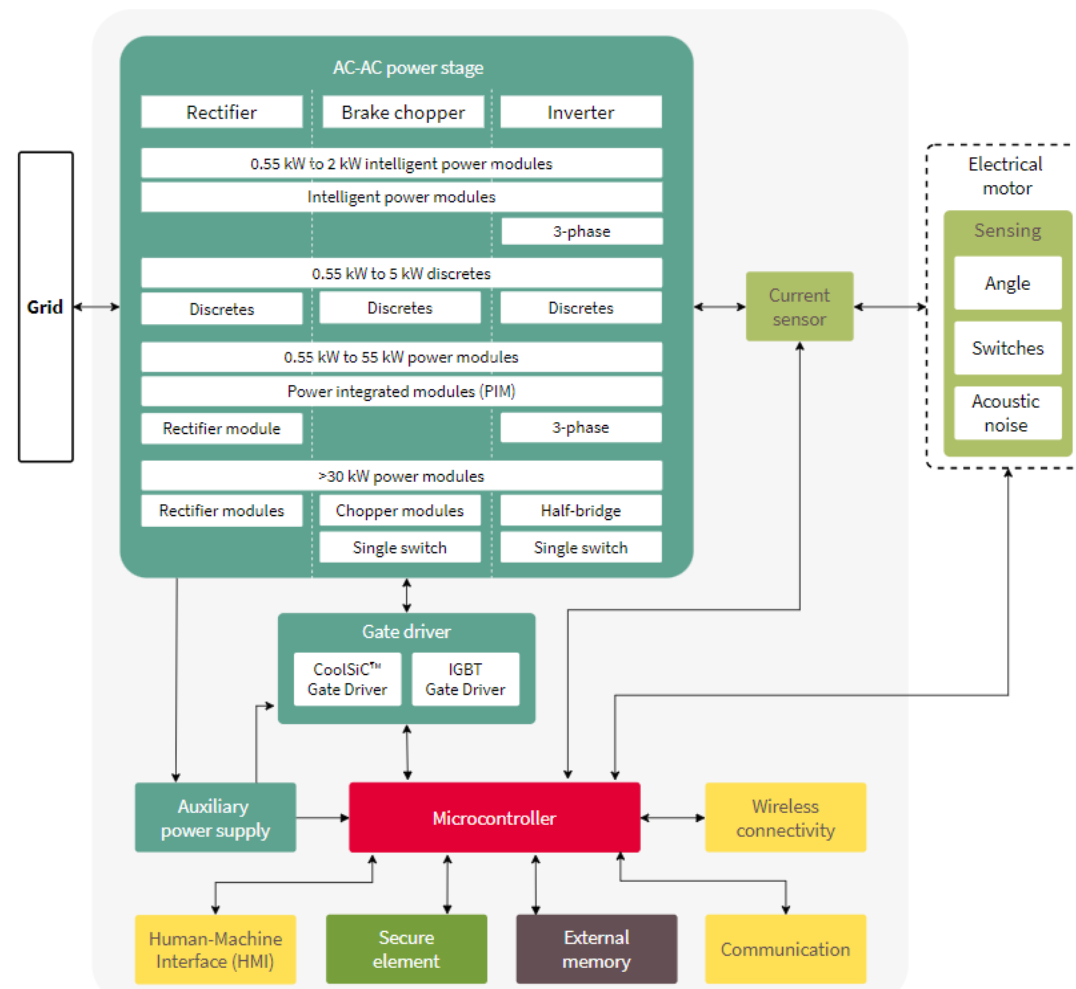 AC-AC power stage
Rectifier
Brake chopper
Inverter
0.55 kW to 2 kW intelligent power modules
Intelligent power modules
3-phase
0.55 kW to 5 kW discretes
Discretes
Discretes
Discretes
0.55 kW to 55 kW power modules
Power integrated modules (PIM)
Rectifier module
3-phase
>30 kW power modules
Rectifier modules
Chopper modules
Half-bridge
Single switch
Single switch
Grid
Current
sensor
Electrical
motor
Sensing
Angle
Switches
Acoustic
noise
Gate driver
CoolSiC™
Gate Driver
IGBT
Gate Driver
Auxiliary
power supply
Microcontroller
Wireless
connectivity
Human-Machine
Interface (HMI)
Secure
element
External
memory
Communication